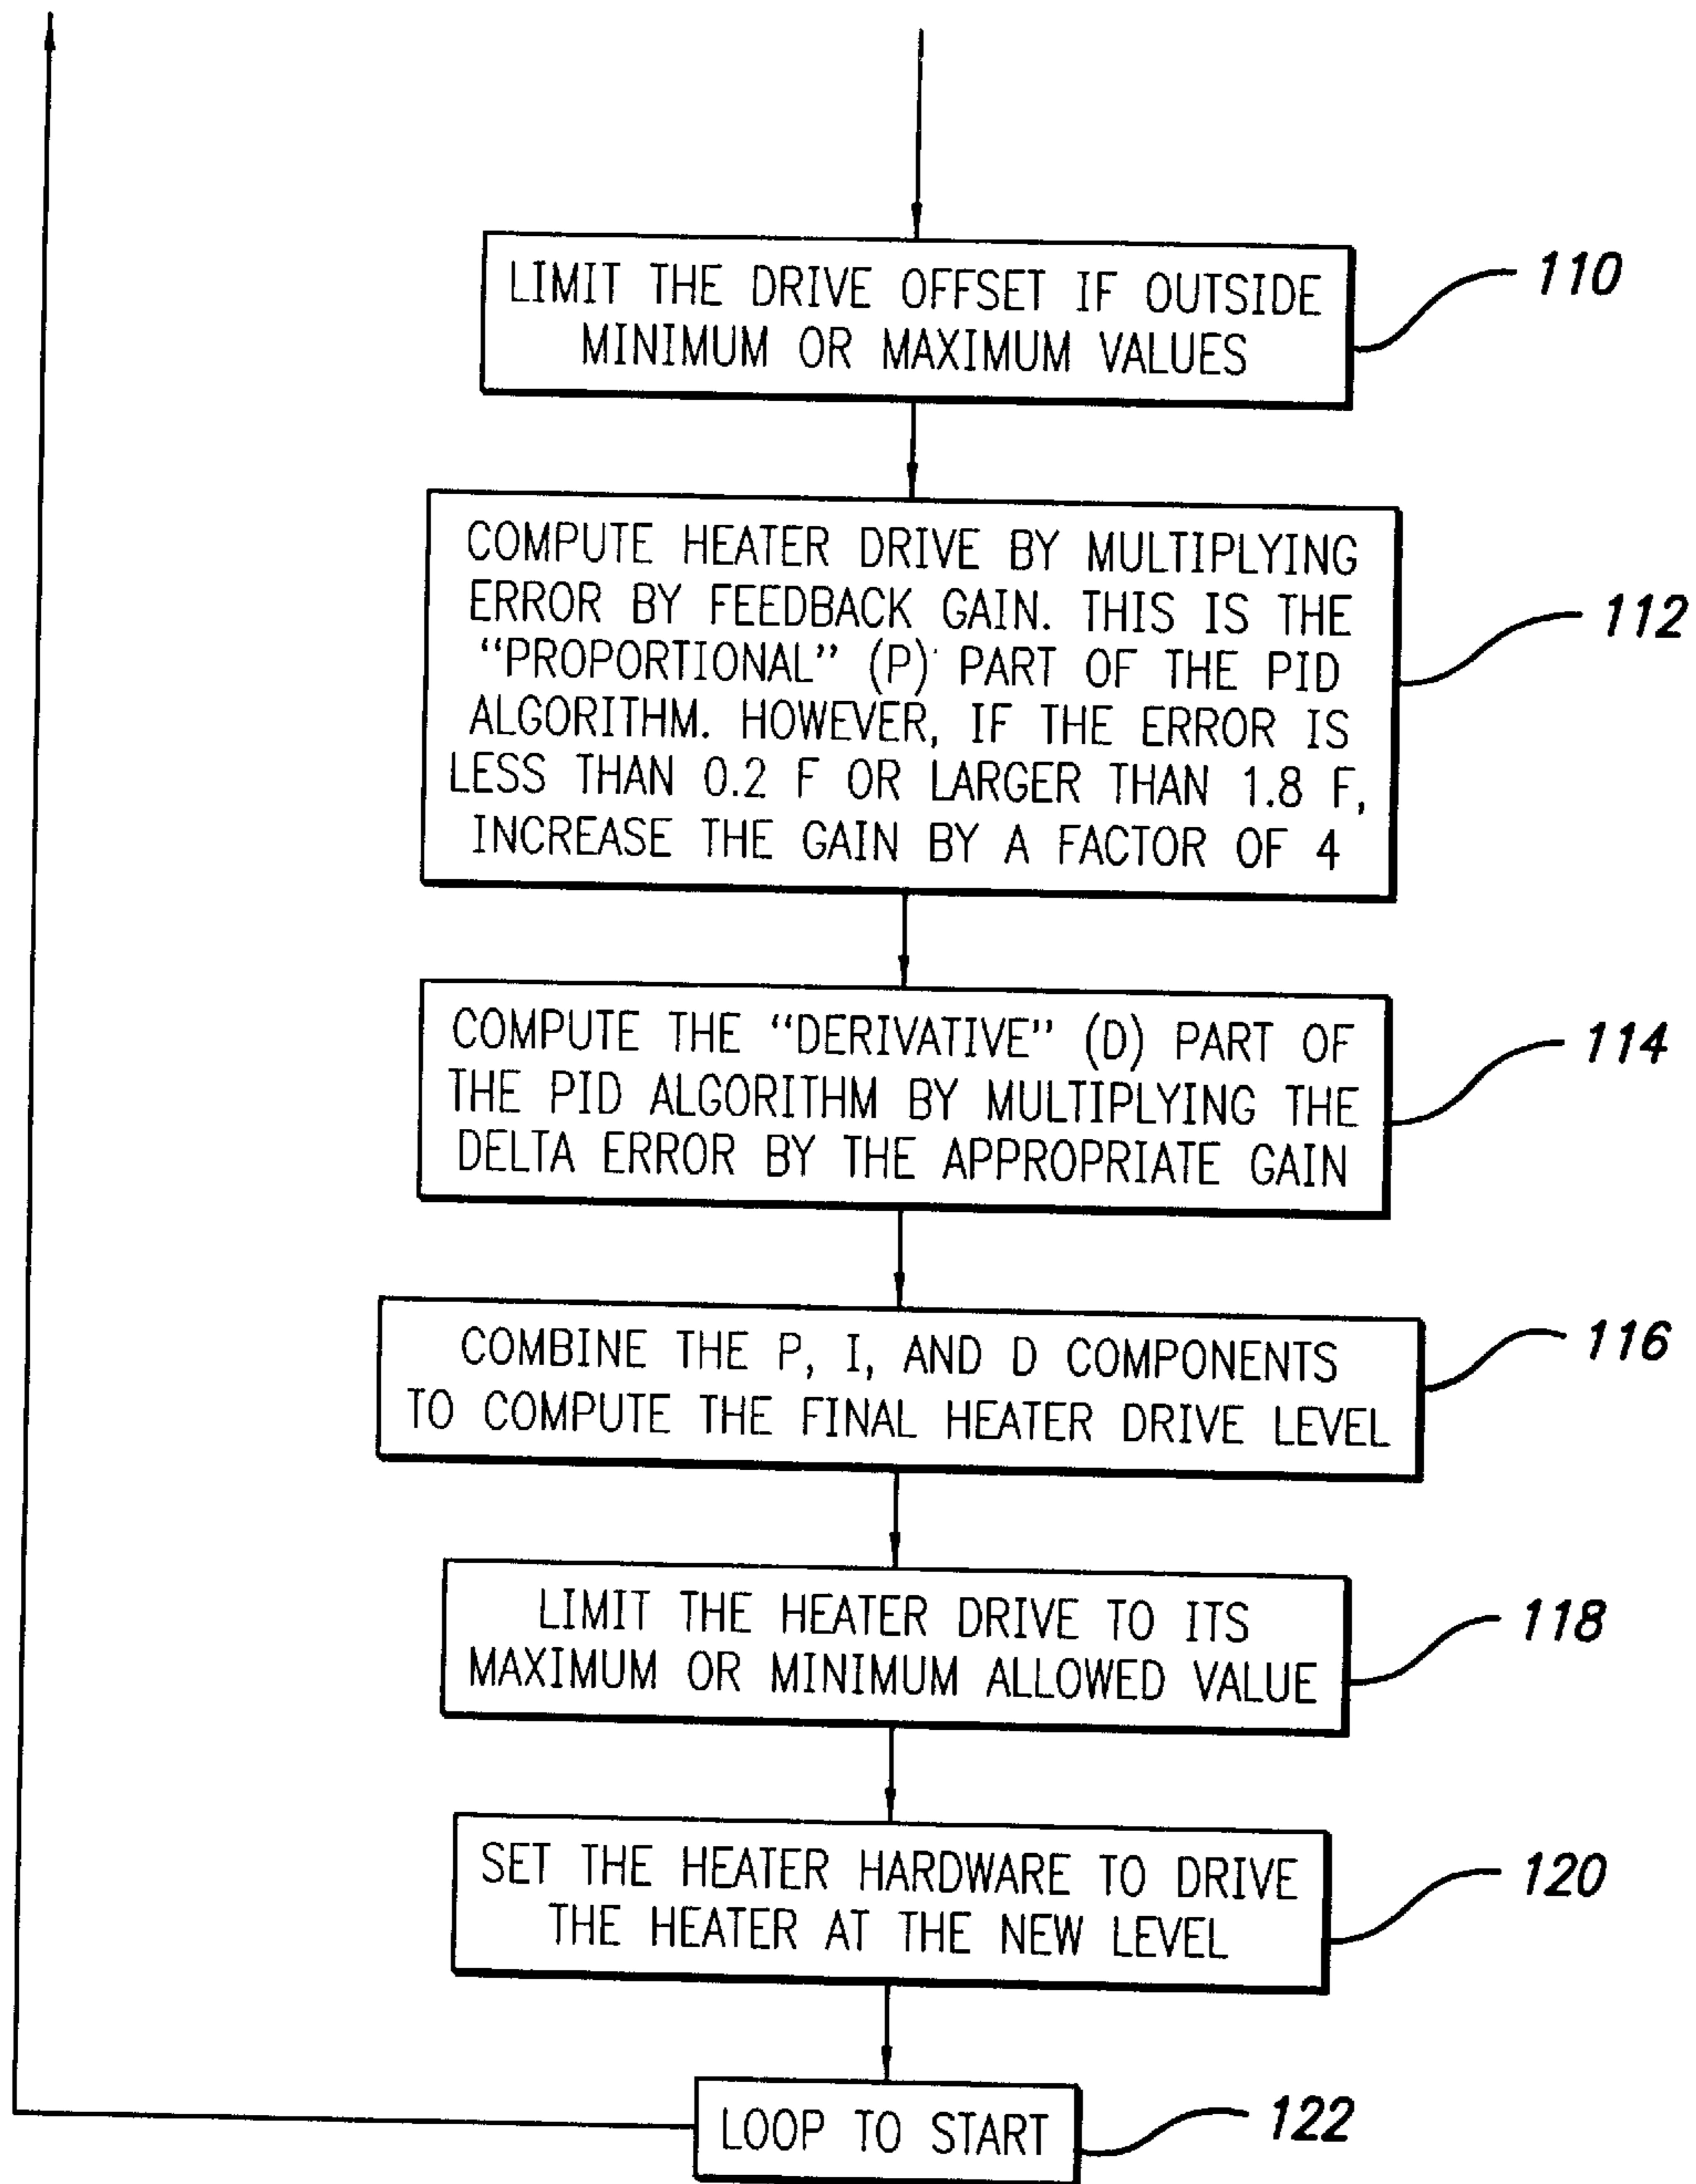 LIMIT THE DRIVE OFFSET IF OUTSIDE
MINIMUM OR MAXIMUM VALUES
110
COMPUTE HEATER DRIVE BY MULTIPLYING
ERROR BY FEEDBACK GAIN. THIS IS THE
“PROPORTIONAL” (P) PART OF THE PID
ALGORITHM. HOWEVER, IF THE ERROR IS
LESS THAN 0.2 F OR LARGER THAN 1.8 F,
INCREASE THE GAIN BY A FACTOR OF 4
112
COMPUTE THE “DERIVATIVE” (D) PART OF
THE PID ALGORITHM BY MULTIPLYING THE
DELTA ERROR BY THE APPROPRIATE GAIN
114
COMBINE THE P, I, AND D COMPONENTS
TO COMPUTE THE FINAL HEATER DRIVE LEVEL
116
LIMIT THE HEATER DRIVE TO ITS
MAXIMUM OR MINIMUM ALLOWED VALUE
118
SET THE HEATER HARDWARE TO DRIVE
THE HEATER AT THE NEW LEVEL
120
LOOP TO START
122